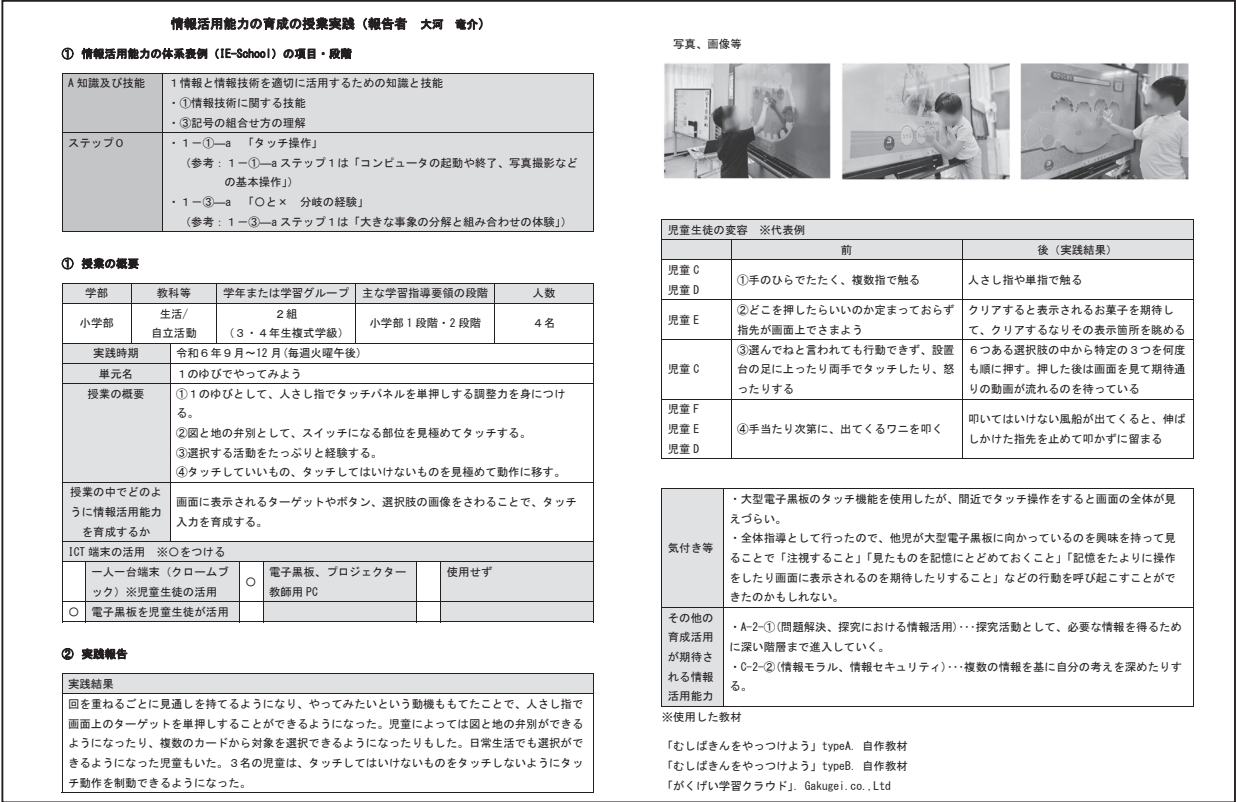 情報活用能力の育成の授業実践（報告者　大河　竜介）
① 情報活用能力の体系表例（IE-School）の項目・段階
A 知識及び技能
１情報と情報技術を適切に活用するための知識と技能
・①情報技術に関する技能
・③記号の組合せ方の理解
ステップ０
・１－①―a　「タッチ操作」
（参考：１－①―a ステップ１は「コンピュータの起動や終了、写真撮影など
の基本操作」）
・１－③―a　「〇と×　分岐の経験」
（参考：１－③―a ステップ１は「大きな事象の分解と組み合わせの体験」）
① 授業の概要
学部　教科等　学年または学習グループ　主な学習指導要領の段階　人数
小学部　生活/自立活動　２組（３・４年生複式学級）　小学部１段階・２段階　４名
実践時期　令和６年９月～12 月(毎週火曜午後)
単元名　１のゆびでやってみよう
授業の概要
①１のゆびとして、人さし指でタッチパネルを単押しする調整力を身につけ
る。
②図と地の弁別として、スイッチになる部位を見極めてタッチする。
③選択する活動をたっぷりと経験する。
④タッチしていいもの、タッチしてはいけないものを見極めて動作に移す。
授業の中でどのよ
うに情報活用能力
を育成するか
画面に表示されるターゲットやボタン、選択肢の画像をさわることで、タッチ
入力を育成する。
ICT 端末の活用　※〇をつける
一人一台端末（クロームブ
ック）※児童生徒の活用
〇
電子黒板、プロジェクター
教師用 PC
使用せず
〇　電子黒板を児童生徒が活用
② 実践報告
実践結果
回を重ねるごとに見通しを持てるようになり、やってみたいという動機ももてたことで、人さし指で
画面上のターゲットを単押しすることができるようになった。児童によっては図と地の弁別ができる
ようになったり、複数のカードから対象を選択できるようになったりもした。日常生活でも選択がで
きるようになった児童もいた。３名の児童は、タッチしてはいけないものをタッチしないようにタッ
チ動作を制動できるようになった。
写真、画像等
児童生徒の変容　※代表例
前　後（実践結果）
児童 C
児童 D
①手のひらでたたく、複数指で触る
人さし指や単指で触る
児童 E
②どこを押したらいいのか定まっておらず
指先が画面上でさまよう
クリアすると表示されるお菓子を期待し
て、クリアするなりその表示箇所を眺める
児童 C
③選んでねと言われても行動できず、設置
台の足に上ったり両手でタッチしたり、怒
ったりする
６つある選択肢の中から特定の３つを何度
も順に押す。押した後は画面を見て期待通
りの動画が流れるのを待っている
児童 F
児童 E
児童 D
④手当たり次第に、出てくるワニを叩く
叩いてはいけない風船が出てくると、伸ば
しかけた指先を止めて叩かずに留まる
気付き等
・大型電子黒板のタッチ機能を使用したが、間近でタッチ操作をすると画面の全体が見
えづらい。
・全体指導として行ったので、他児が大型電子黒板に向かっているのを興味を持って見
ることで「注視すること」「見たものを記憶にとどめておくこと」「記憶をたよりに操作
をしたり画面に表示されるのを期待したりすること」などの行動を呼び起こすことがで
きたのかもしれない。
その他の
育成活用
が期待さ
れる情報
活用能力
・A-2-①(問題解決、探究における情報活用)･･･探究活動として、必要な情報を得るため
に深い階層まで進入していく。
・C-2-②(情報モラル、情報セキュリティ)･･･複数の情報を基に自分の考えを深めたりす
る。
※使用した教材
「むしばきんをやっつけよう」typeA. 自作教材
「むしばきんをやっつけよう」typeB. 自作教材
「がくげい学習クラウド」. Gakugei.co.,Ltd